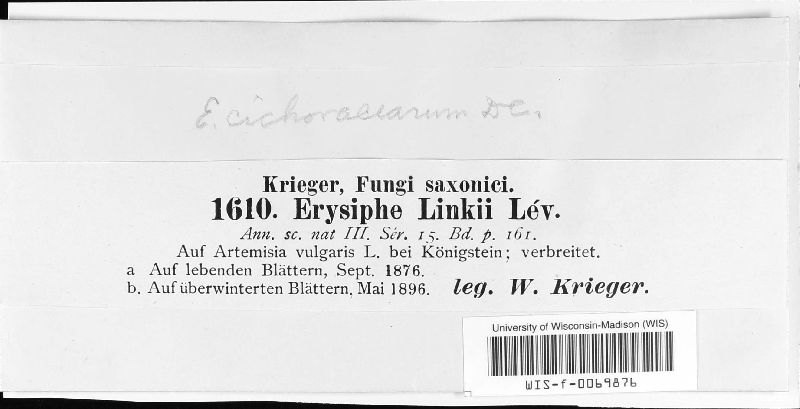 E. cichoracearum DC.
Krieger, Fungi saxonici.
1610. Erysiphe Linkii Lév.
Ann. sc. nat III. Sér. 15. Bd. p. 161.
Auf Artemisia vulgaris L. bei Königstein; verbreitet.
a Auf lebenden Blättern, Sept. 1876.
b. Auf überwinterten Blättern, Mai 1896. leg. W. Krieger.
University of Wisconsin-Madison (WIS)
WIS-f-0069876